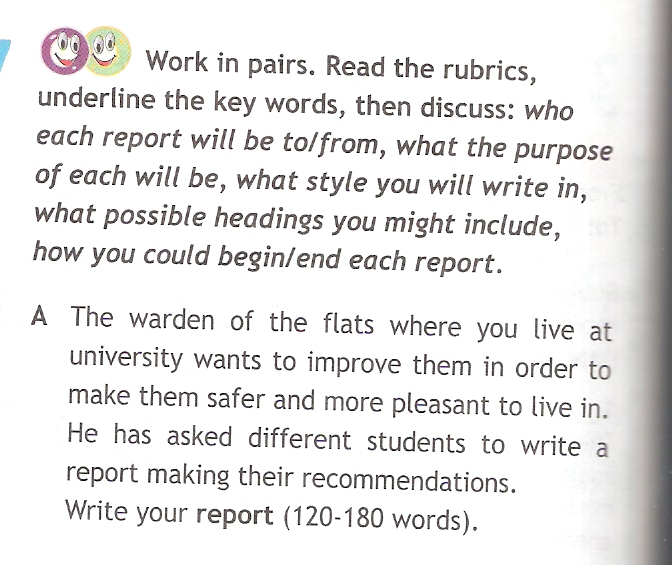 Work in pairs. Read the rubrics,
underline the key words, then discuss: who
each report will be to/from, what the purpose
of each will be, what style you will write in,
what possible headings you might include,
how you could begin/end each report.
A The warden of the flats where you live at
university wants to improve them in order to
make them safer and more pleasant to live in.
He has asked different students to write a
report making their recommendations.
Write your report (120-180 words).